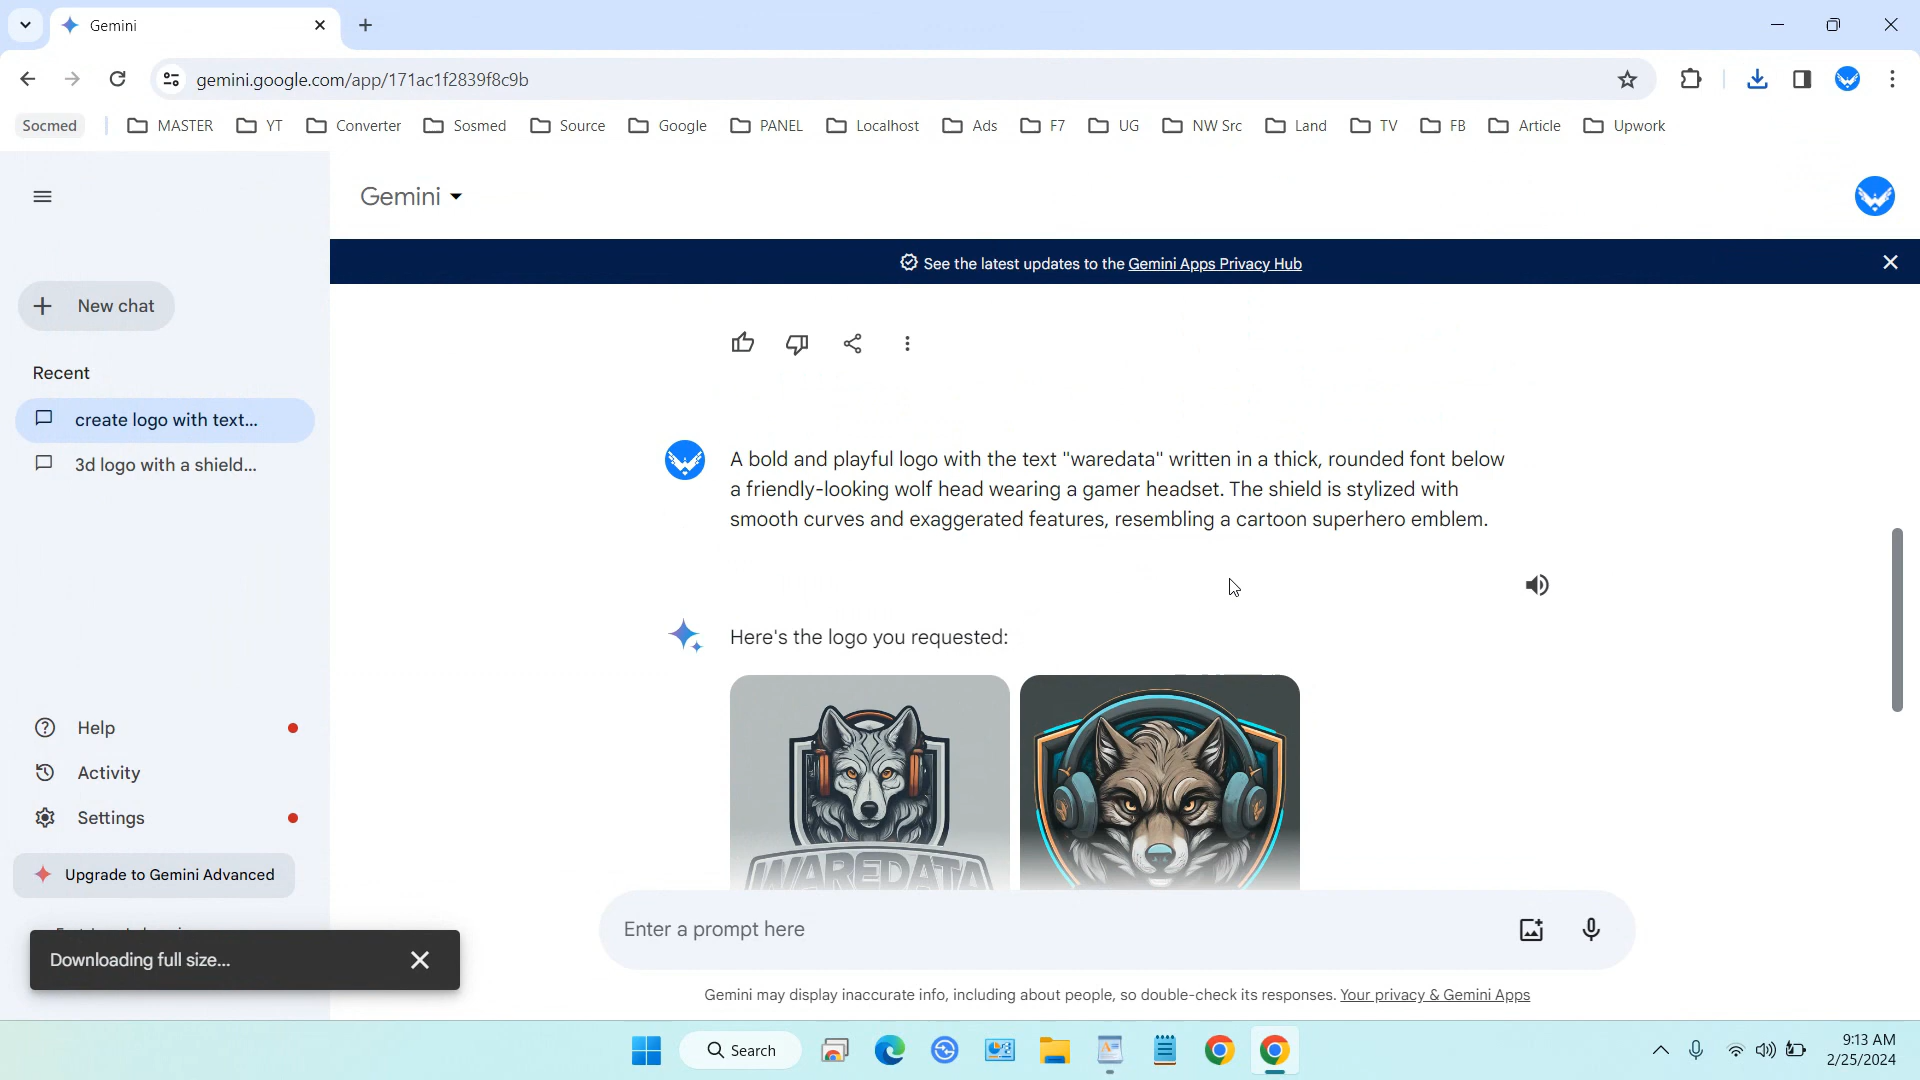 Gemini
gemini.google.com/app/171ac1f2839f8c9b
Socmed
MASTER
YT
Converter
Sosmed
Source
Google
PANEL
Localhost
Ads
F7
UG
NW Src
Land
TV
FB
Article
Upwork
Gemini
See the latest updates to the Gemini Apps Privacy Hub
New chat
Recent
create logo with text...
3d logo with a shield...
A bold and playful logo with the text "waredata" written in a thick, rounded font below
a friendly-looking wolf head wearing a gamer headset. The shield is stylized with
smooth curves and exaggerated features, resembling a cartoon superhero emblem.
Here's the logo you requested:
WAREDATA
Help
Activity
Settings
Upgrade to Gemini Advanced
Downloading full size...
Enter a prompt here
Gemini may display inaccurate info, including about people, so double-check its responses. Your privacy & Gemini Apps
Search
9:13 AM
2/25/2024